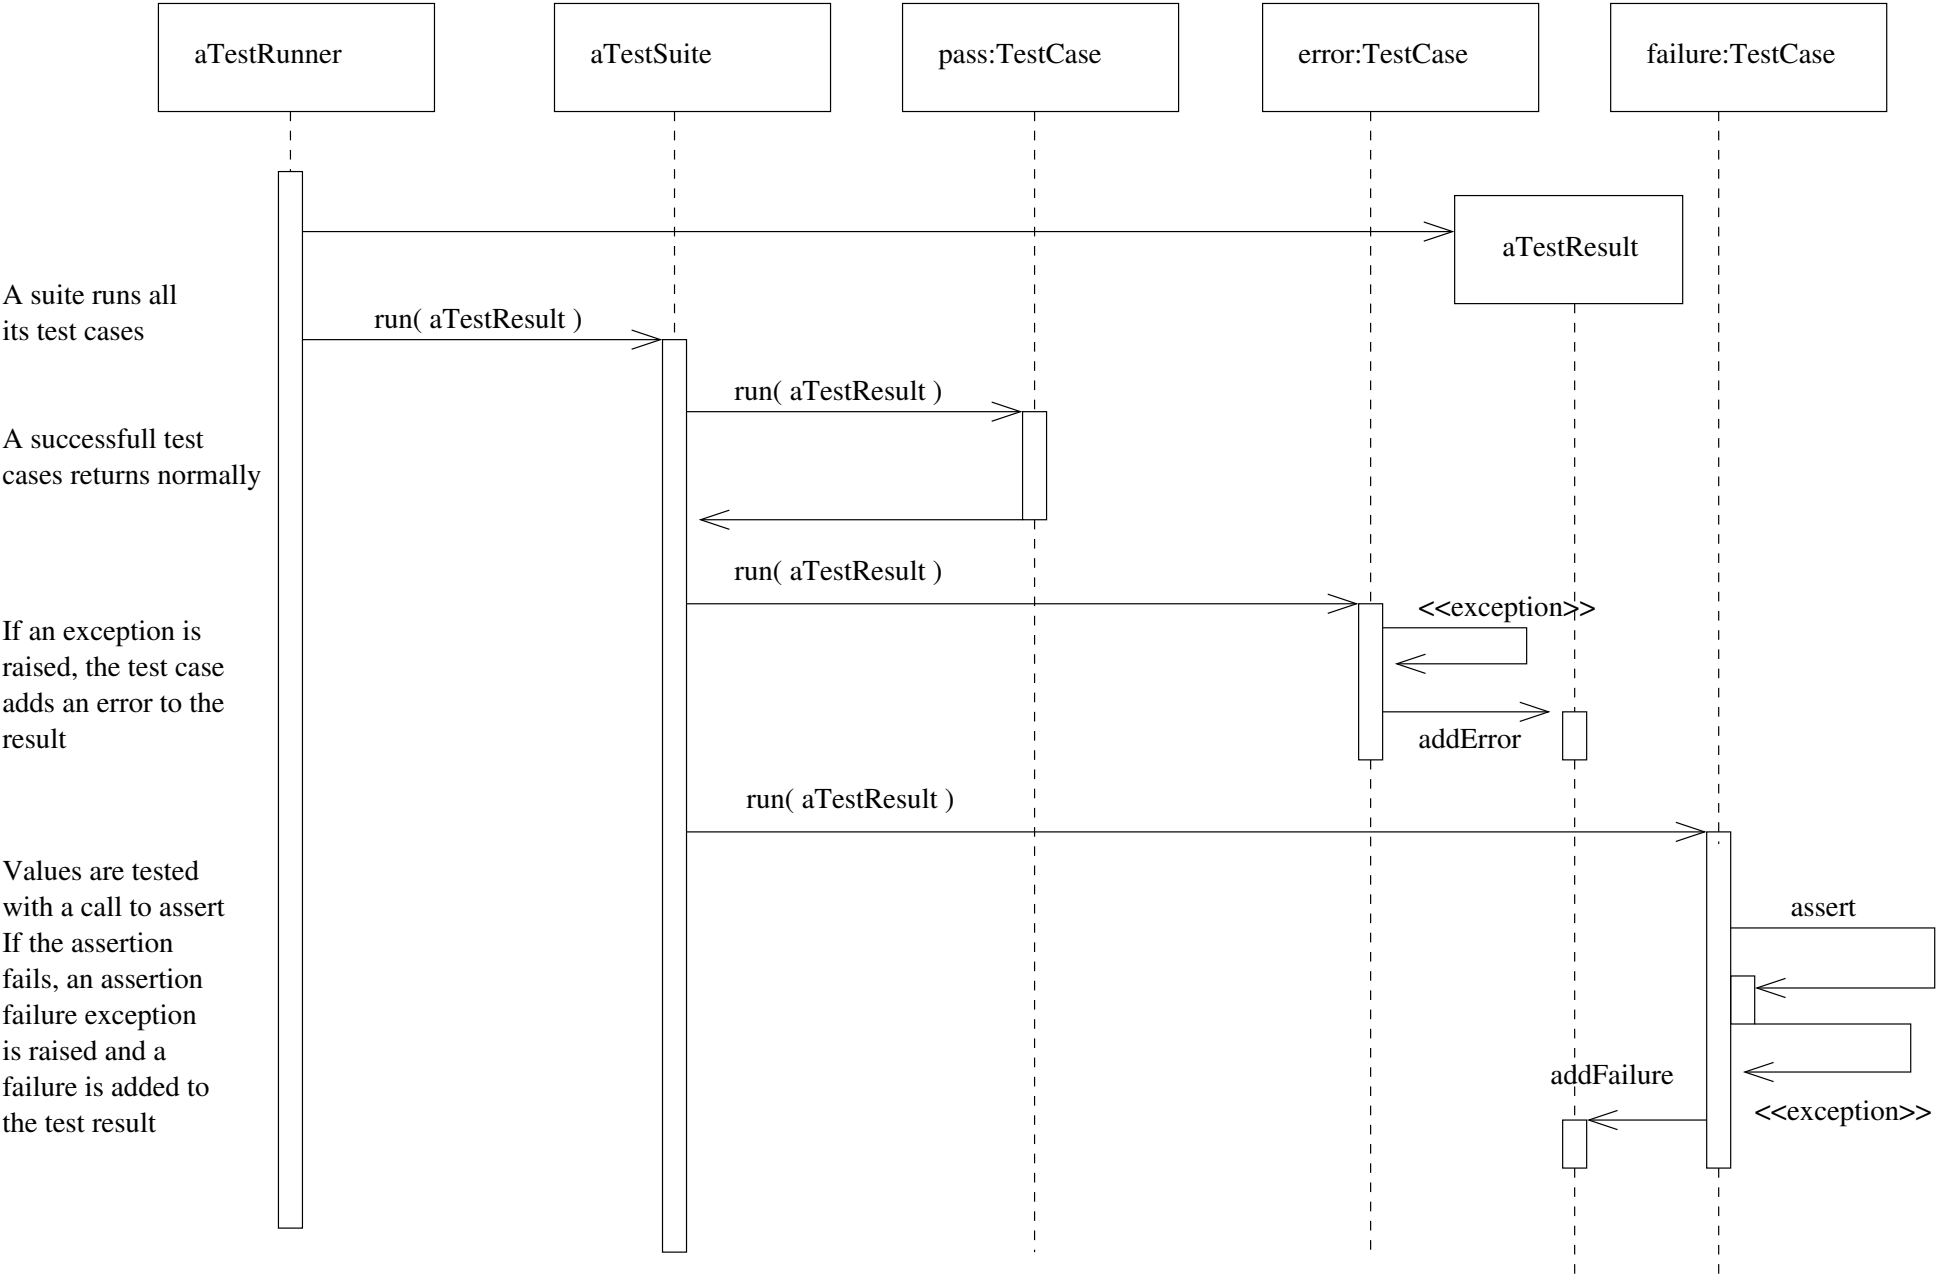 aTestRunner
aTestSuite
pass:TestCase
error:TestCase
failure:TestCase
aTestResult
A suite runs all
its test cases
run( aTestResult )
run( aTestResult )
A successfull test
cases returns normally
run( aTestResult )
<<exception>>
If an exception is
raised, the test case
adds an error to the
result
addError
run( aTestResult )
Values are tested
with a call to assert
If the assertion
fails, an assertion
failure exception
is raised and a
failure is added to
the test result
assert
addFailure
<<exception>>